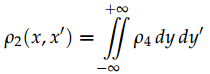 ρ₂(x, x′) = ∬₋∞⁺∞ ρ₄ dy dy′